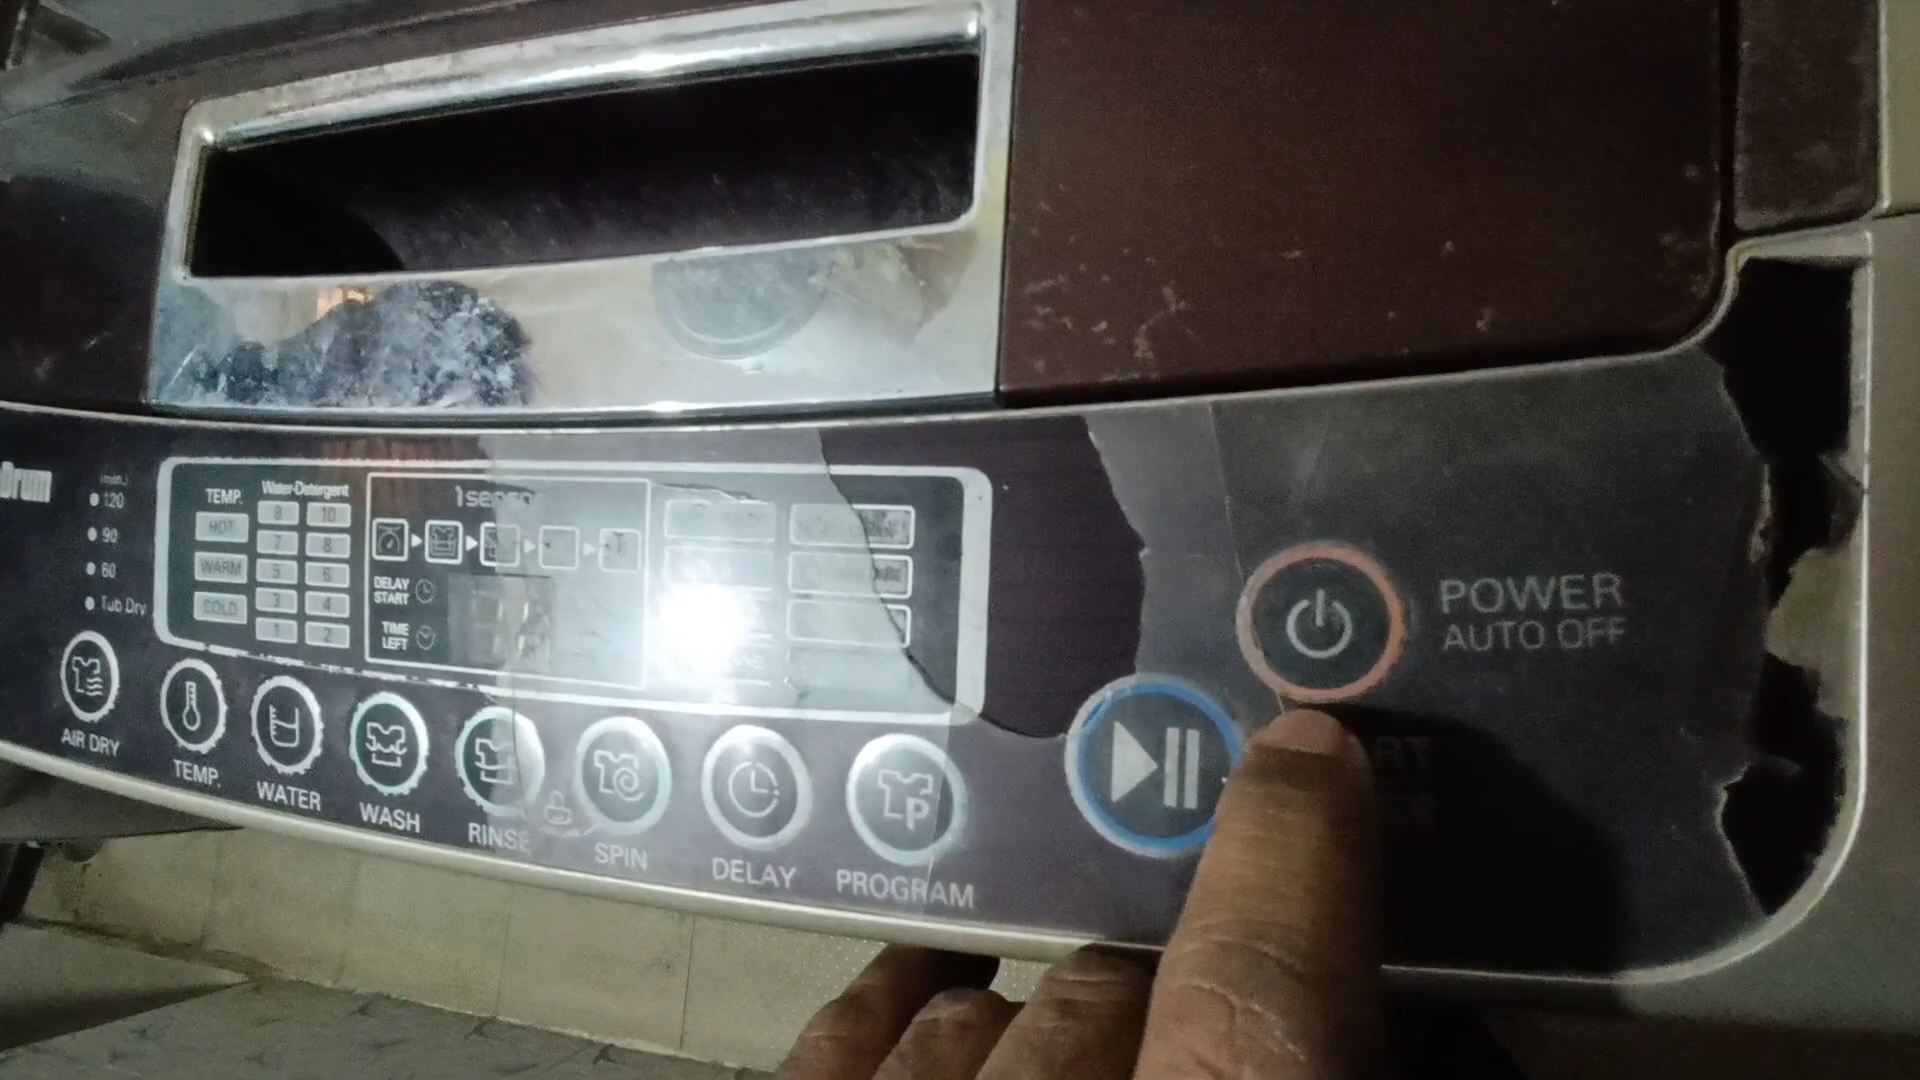 Drum
(min.)
120
90
60
Tub Dry
TEMP.
HOT
WARM
COLD
Water·Detergent
9 10
7 8
5 6
3 4
1 2
DELAY
START
TIME
LEFT
POWER
AUTO OFF
AIR DRY
TEMP.
WATER
WASH
RINSE
SPIN
DELAY
PROGRAM